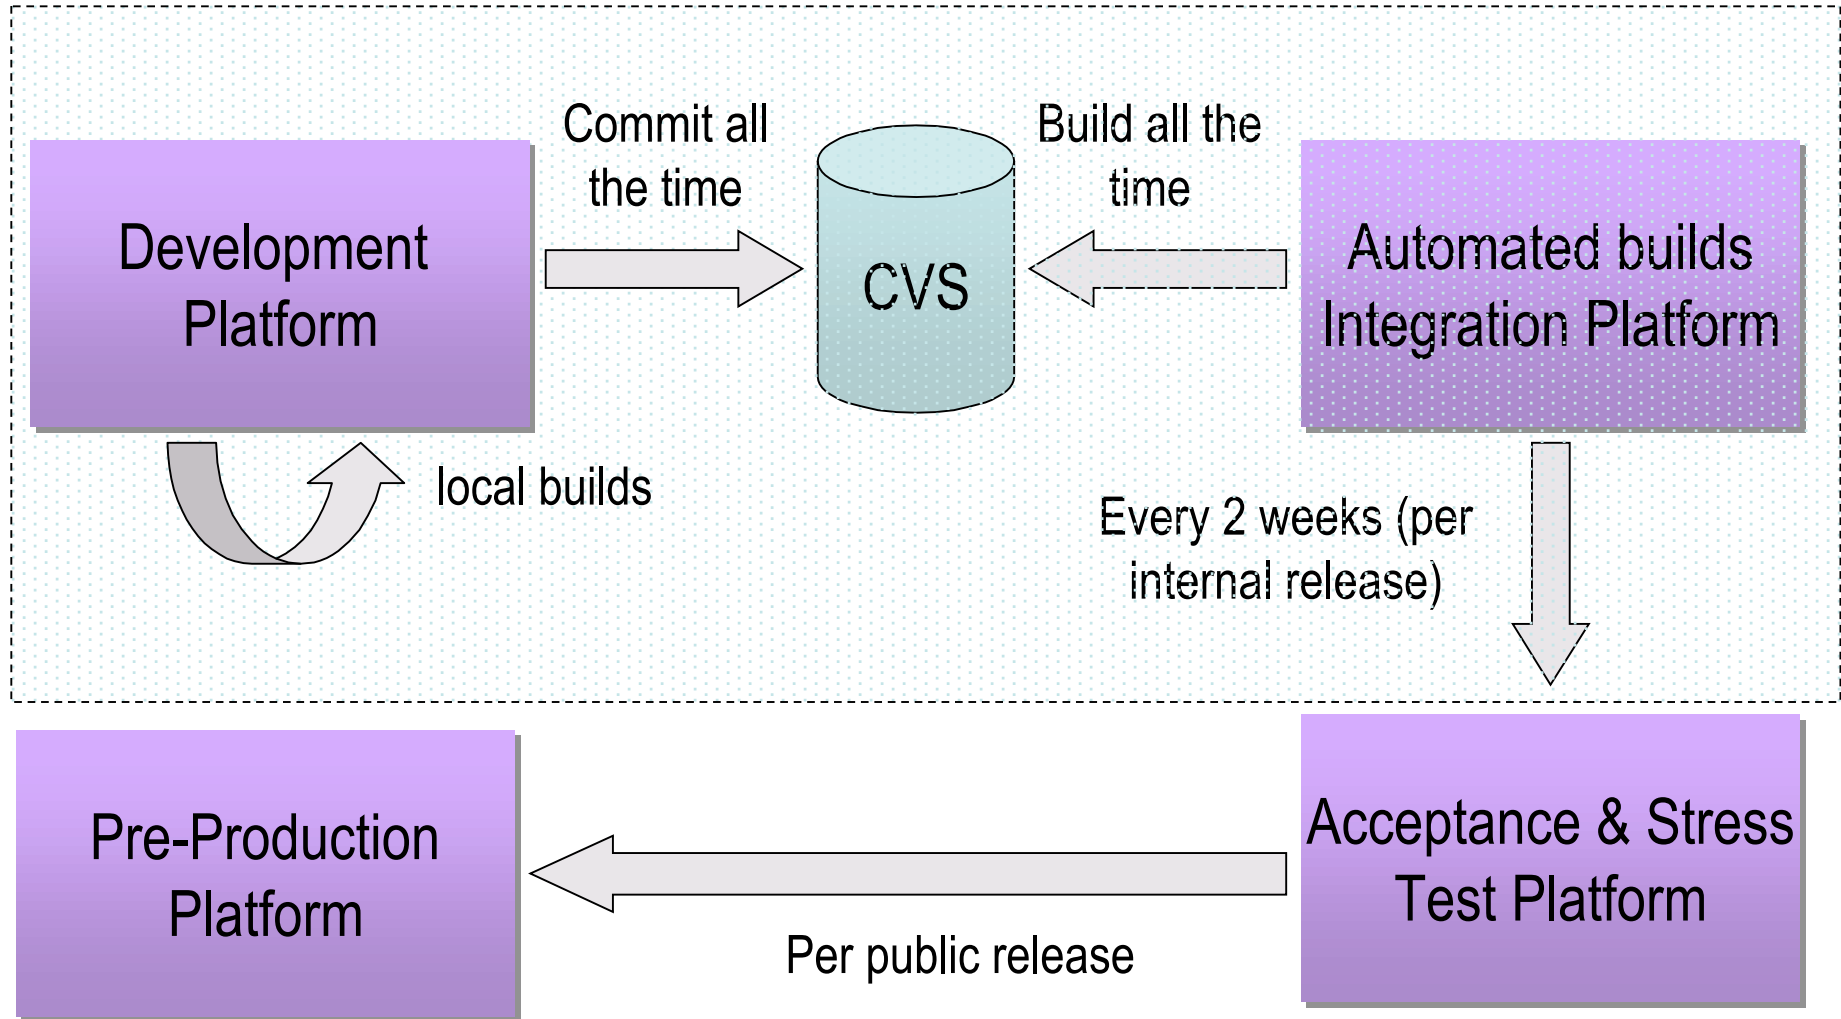 Commit all
the time
Build all the
time
Development
Platform
CVS
Automated builds
Integration Platform
local builds
Every 2 weeks (per
internal release)
Pre-Production
Platform
Acceptance & Stress
Test Platform
Per public release